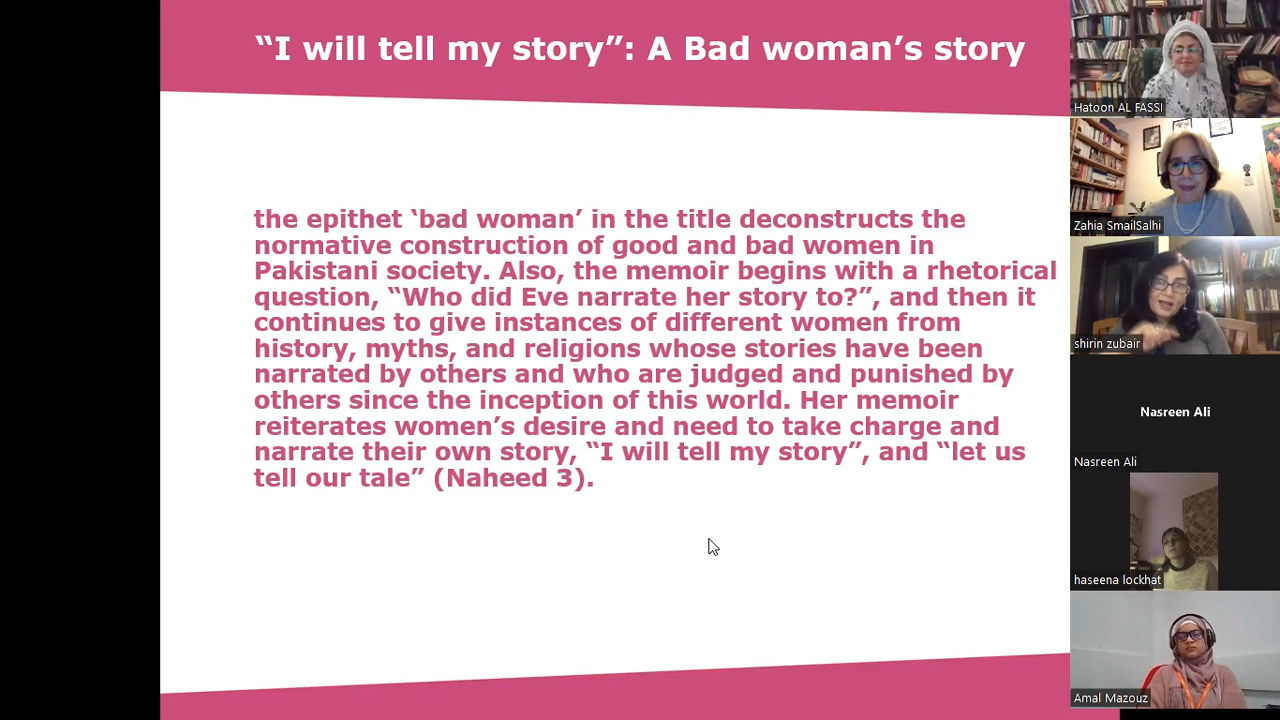 “I will tell my story”: A Bad woman’s story
the epithet ‘bad woman’ in the title deconstructs the
normative construction of good and bad women in
Pakistani society. Also, the memoir begins with a rhetorical
question, “Who did Eve narrate her story to?”, and then it
continues to give instances of different women from
history, myths, and religions whose stories have been
narrated by others and who are judged and punished by
others since the inception of this world. Her memoir
reiterates women’s desire and need to take charge and
narrate their own story, “I will tell my story”, and “let us
tell our tale” (Naheed 3).
Hatoon AL FASSI
Zahia SmailSalhi
shirin zubair
Nasreen Ali
Nasreen Ali
haseena lockhat
Amal Mazouz